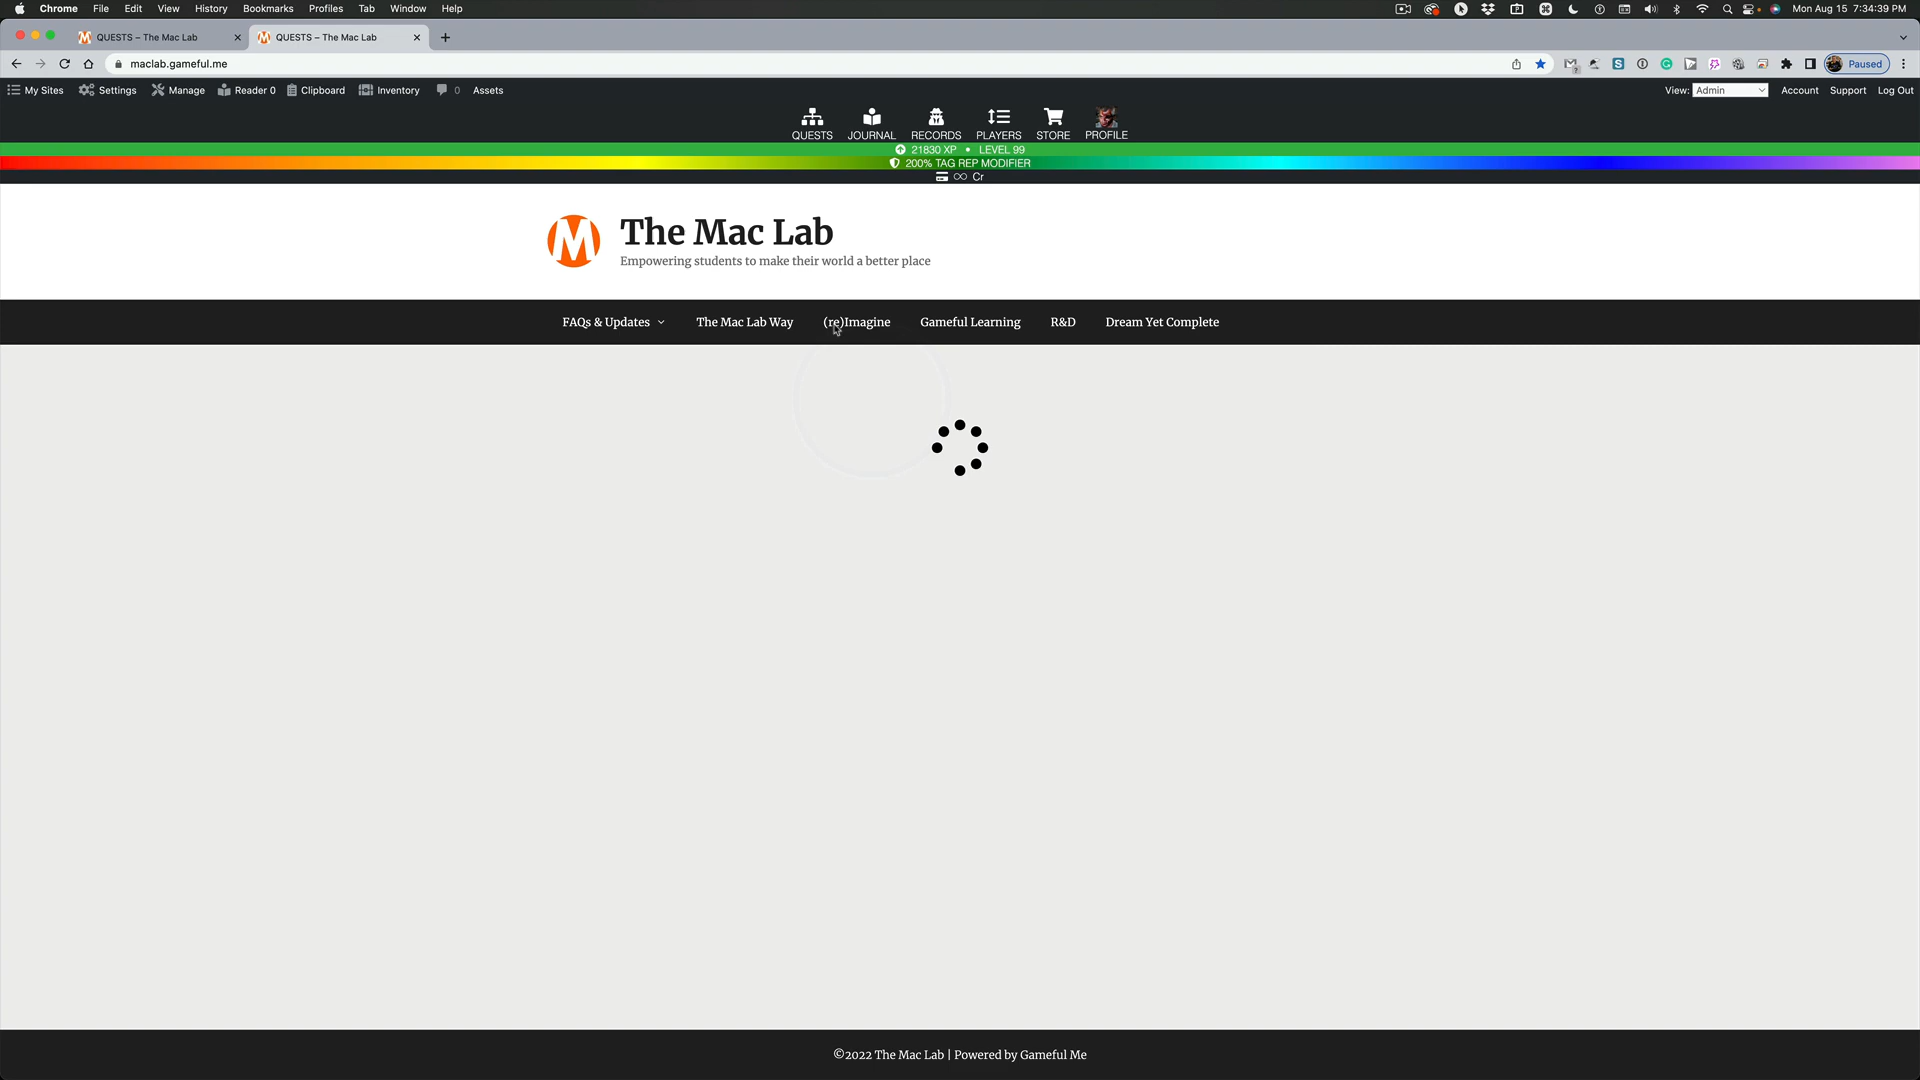 Chrome File Edit View History Bookmarks Profiles Tab Window Help Mon Aug 15 7:34:39 PM
QUESTS – The Mac Lab QUESTS – The Mac Lab
maclab.gameful.me Paused
My Sites Settings Manage Reader 0 Clipboard Inventory 0 Assets View: Admin Account Support Log Out
QUESTS JOURNAL RECORDS PLAYERS STORE PROFILE
21830 XP • LEVEL 99
200% TAG REP MODIFIER
∞ Cr
The Mac Lab
Empowering students to make their world a better place
FAQs & Updates The Mac Lab Way (re)Imagine Gameful Learning R&D Dream Yet Complete
©2022 The Mac Lab | Powered by Gameful Me